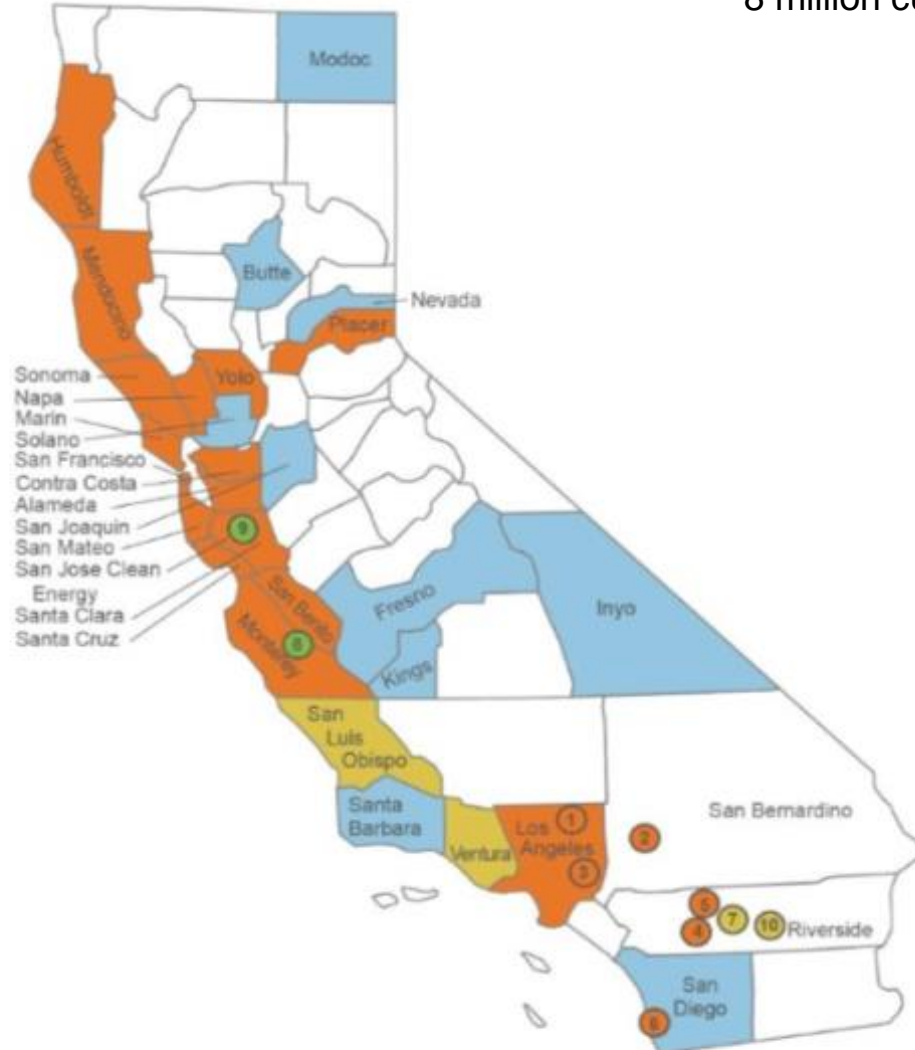 8 million
Modoc
Humboldt
Mendocino
Butte
Nevada
Placer
Sonoma
Napa
Marin
Solano
San Francisco
Contra Costa
Alameda
San Joaquin
San Mateo
San Jose Clean
Energy
Santa Clara
Santa Cruz
Yolo
9
San Benito
Monterey
Fresno
Kings
Inyo
San
Luis
Obispo
Santa
Barbara
Ventura
Los
Angeles
1
3
2
San Bernardino
5
4
7
10
Riverside
San
Diego